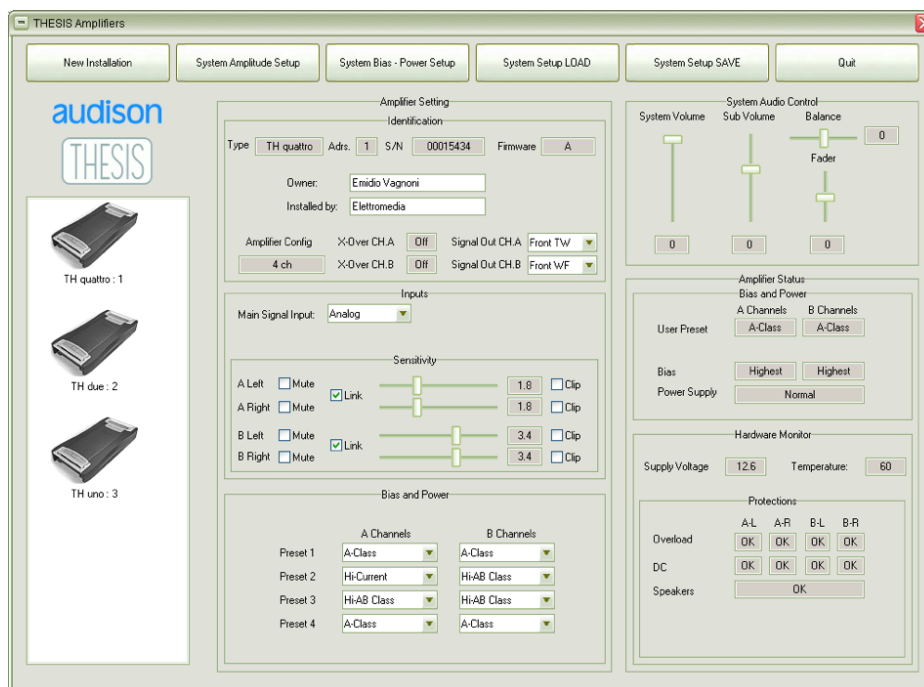 THESIS Amplifiers
New Installation
System Amplitude Setup
System Bias - Power Setup
System Setup LOAD
System Setup SAVE
Quit
audison
THESIS
TH quattro : 1
TH due : 2
TH uno : 3
Amplifier Setting
Identification
Type TH quattro Adrs. 1 S/N 00015434 Firmware A
Owner: Emidio Vagnoni
Installed by: Elettromedia
Amplifier Config X-Over CH.A Off Signal Out CH.A Front TW
4 ch X-Over CH.B Off Signal Out CH.B Front WF
Inputs
Main Signal Input: Analog
Sensitivity
A Left Mute Link 1.8 Clip
A Right Mute 1.8 Clip
B Left Mute Link 3.4 Clip
B Right Mute 3.4 Clip
Bias and Power
A Channels B Channels
Preset 1 A-Class A-Class
Preset 2 Hi-Current Hi-AB Class
Preset 3 Hi-AB Class Hi-AB Class
Preset 4 A-Class A-Class
System Audio Control
System Volume Sub Volume Balance
0
Fader
0 0 0
Amplifier Status
Bias and Power
A Channels B Channels
User Preset A-Class A-Class
Bias Highest Highest
Power Supply Normal
Hardware Monitor
Supply Voltage 12.6 Temperature: 60
Protections
A-L A-R B-L B-R
Overload OK OK OK OK
DC OK OK OK OK
Speakers OK